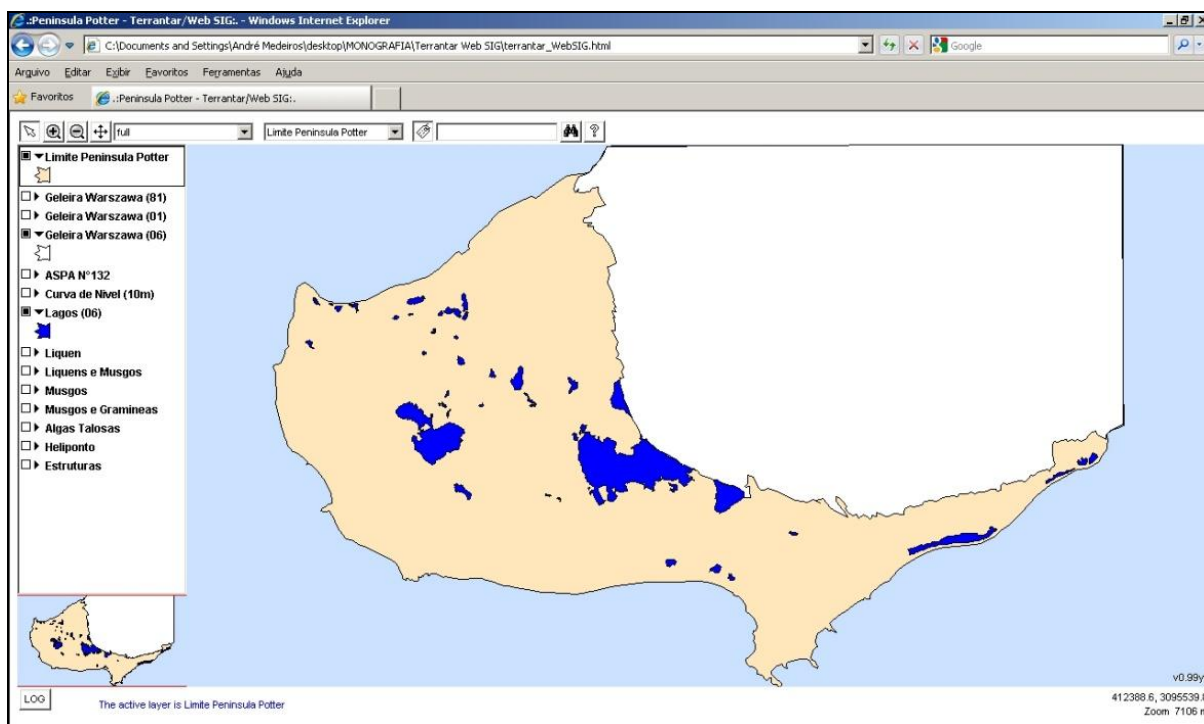 .:Peninsula Potter - Terrantar/Web SIG:. - Windows Internet Explorer
C:\Documents and Settings\André Medeiros\desktop\MONOGRAFIA\Terrantar Web SIG\terrantar_WebSIG.html
Google
Arquivo Editar Exibir Favoritos Ferramentas Ajuda
Favoritos .:Peninsula Potter - Terrantar/Web SIG:.
full Limite Peninsula Potter
Limite Peninsula Potter
Geleira Warszawa (81)
Geleira Warszawa (01)
Geleira Warszawa (06)
ASPA N°132
Curva de Nivel (10m)
Lagos (06)
Liquen
Liquens e Musgos
Musgos
Musgos e Gramineas
Algas Talosas
Heliponto
Estruturas
v0.99y
LOG
The active layer is Limite Peninsula Potter
412388.6, 3095539.
Zoom 7106